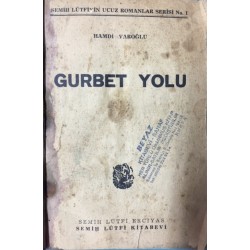 SEMİH LÜTFİ'İN UCUZ ROMANLAR SERİSİ No. 1
HAMDİ VAROĞLU
GURBET YOLU
BEYAZ
SEMİH LÜTFİ ERCİYAS
SEMİH LÜTFİ KİTABEVİ